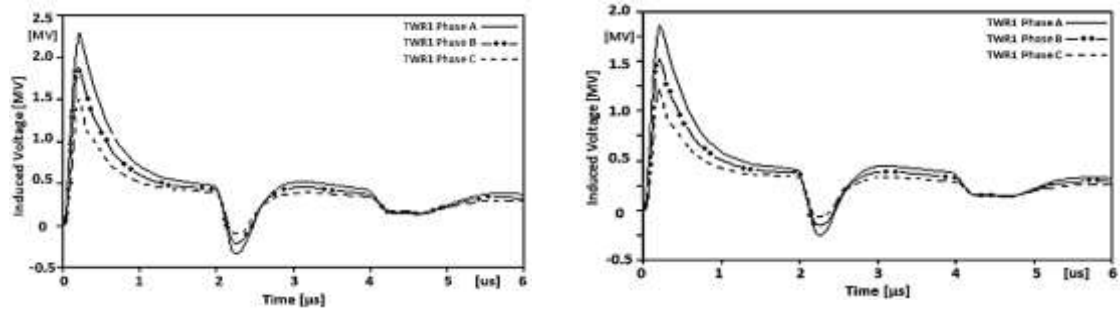 2.5
[MV]
2.0
1.5
1.0
0.5
0
-0.5
Induced Voltage [MV]
TWR1 Phase A
TWR1 Phase B
TWR1 Phase C
0 1 2 3 4 5 [us] 6
Time [μs]
2.0
[MV]
1.5
1.0
0.5
0
-0.5
Induced Voltage [MV]
TWR1 Phase A
TWR1 Phase B
TWR1 Phase C
0 1 2 3 4 5 [us] 6
Time [μs]